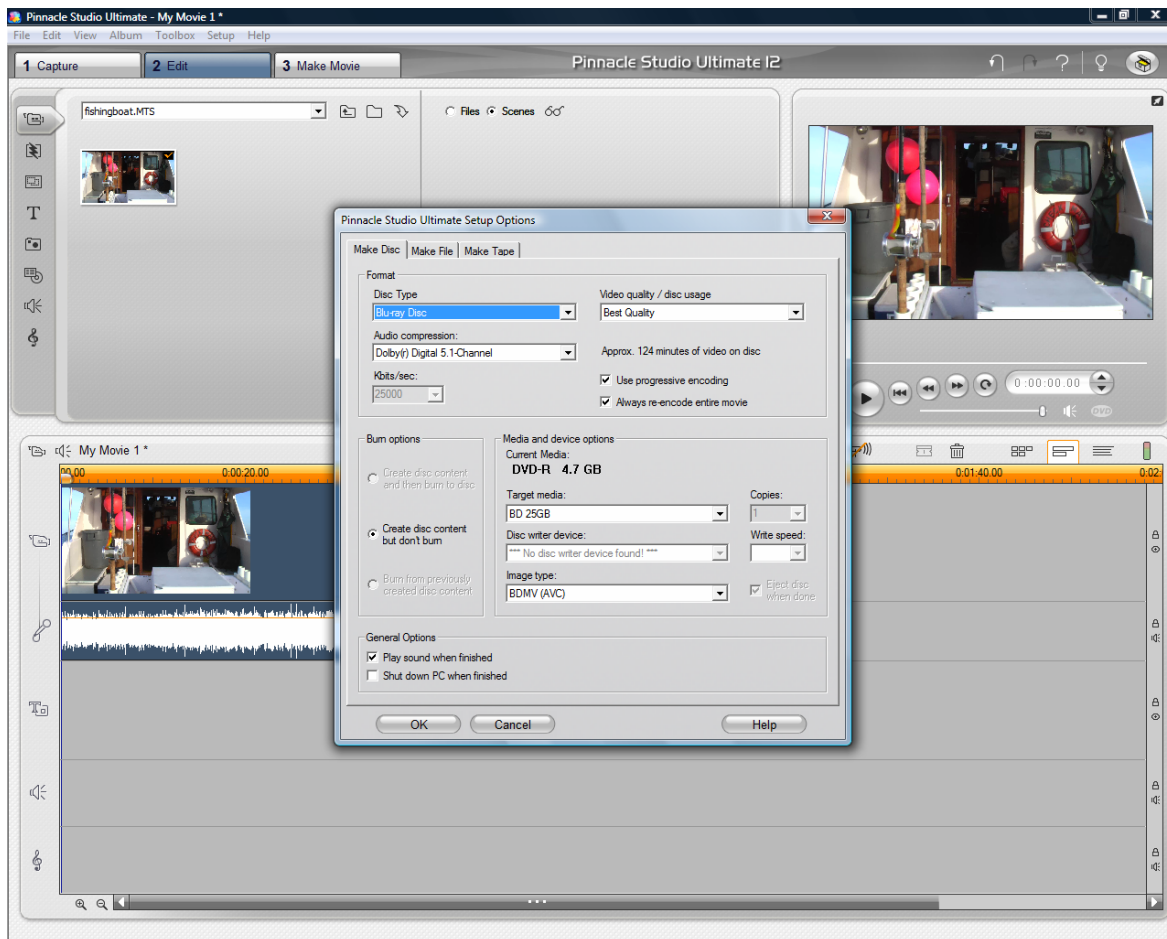 Pinnacle Studio Ultimate - My Movie 1 *
File Edit View Album Toolbox Setup Help
1 Capture
2 Edit
3 Make Movie
Pinnacle Studio Ultimate 12
fishingboat.MTS
Files Scenes
T
Pinnacle Studio Ultimate Setup Options
Make Disc Make File Make Tape
Format
Disc Type
Blu-ray Disc
Video quality / disc usage
Best Quality
Audio compression:
Dolby(r) Digital 5.1-Channel
Approx. 124 minutes of video on disc
Kbits/sec:
25000
Use progressive encoding
Always re-encode entire movie
0:00:00.00
DVD
Burn options
Create disc content
and then burn to disc
Create disc content
but don't burn
Burn from previously
created disc content
Media and device options
Current Media:
DVD-R 4.7 GB
Target media:
BD 25GB
Copies:
1
Disc writer device:
*** No disc writer device found! ***
Write speed:
Image type:
BDMV (AVC)
Eject disc
when done
General Options
Play sound when finished
Shut down PC when finished
OK Cancel Help
My Movie 1 *
00.00 0:00:20.00 0:01:40.00 0:02: